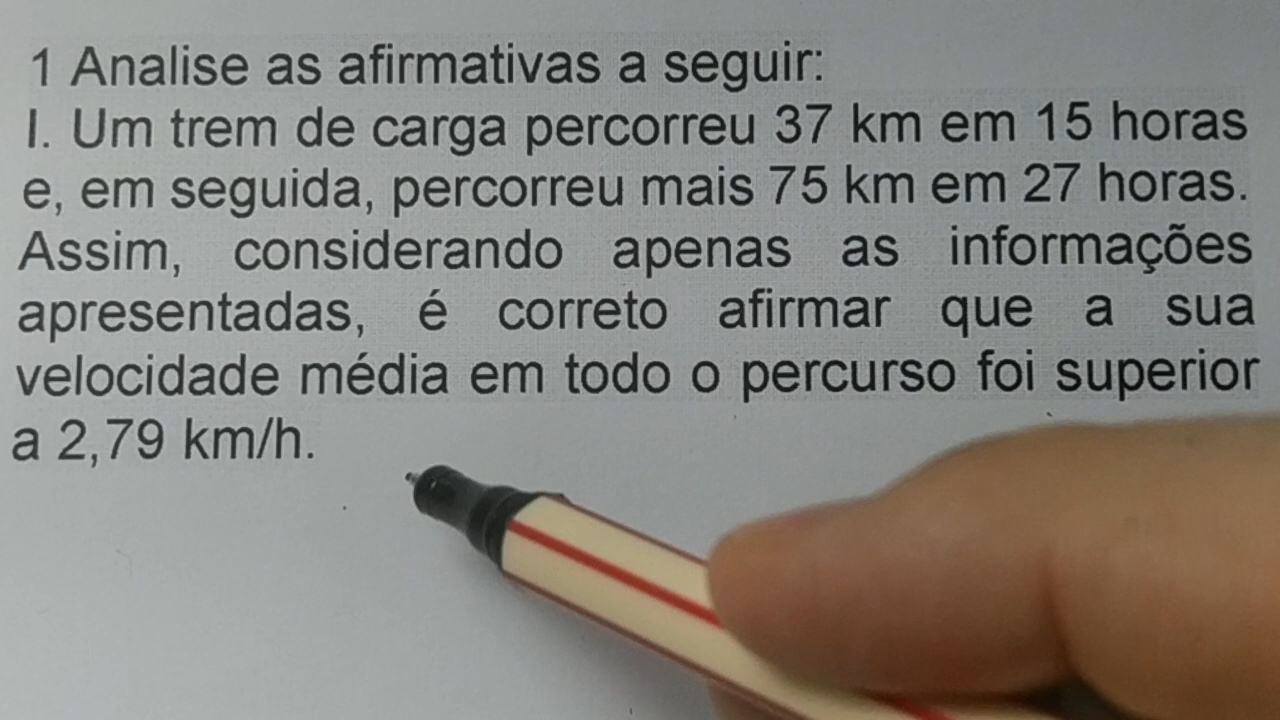 1 Analise as afirmativas a seguir:
I. Um trem de carga percorreu 37 km em 15 horas
e, em seguida, percorreu mais 75 km em 27 horas.
Assim, considerando apenas as informações
apresentadas, é correto afirmar que a sua
velocidade média em todo o percurso foi superior
a 2,79 km/h.